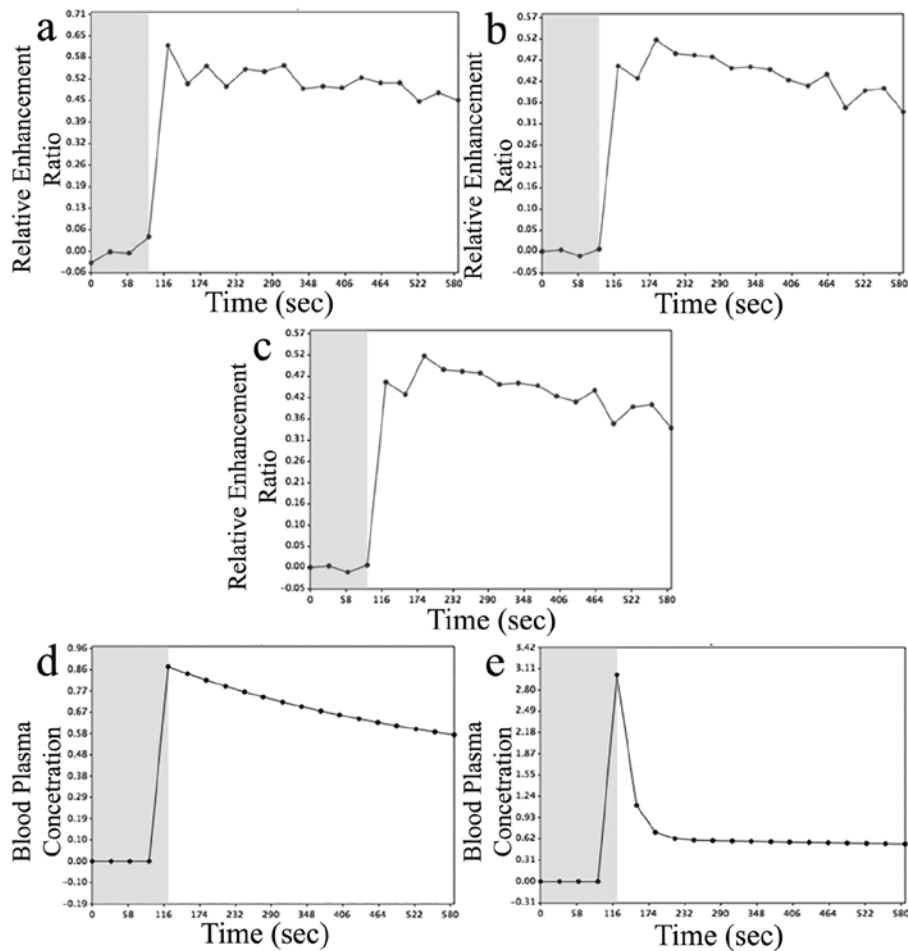 a
Relative Enhancement
Ratio
0.71
0.65
0.58
0.52
0.45
0.39
0.32
0.26
0.19
0.13
0.06
0.00
−0.06
0 58 116 174 232 290 348 406 464 522 580
Time (sec)
b
Relative Enhancement
Ratio
0.57
0.52
0.47
0.42
0.36
0.31
0.26
0.21
0.16
0.10
0.05
0.00
−0.05
0 58 116 174 232 290 348 406 464 522 580
Time (sec)
c
Relative Enhancement
Ratio
0.57
0.52
0.47
0.42
0.36
0.31
0.26
0.21
0.16
0.10
0.05
0.00
−0.05
0 58 116 174 232 290 348 406 464 522 580
Time (sec)
d
Blood Plasma
Concetration
0.96
0.86
0.77
0.67
0.58
0.48
0.38
0.29
0.19
0.10
0.00
−0.10
−0.19
0 58 116 174 232 290 348 406 464 522 580
Time (sec)
e
Blood Plasma
Concetration
3.42
3.11
2.80
2.49
2.18
1.87
1.55
1.24
0.93
0.62
0.31
0.00
−0.31
0 58 116 174 232 290 348 406 464 522 580
Time (sec)